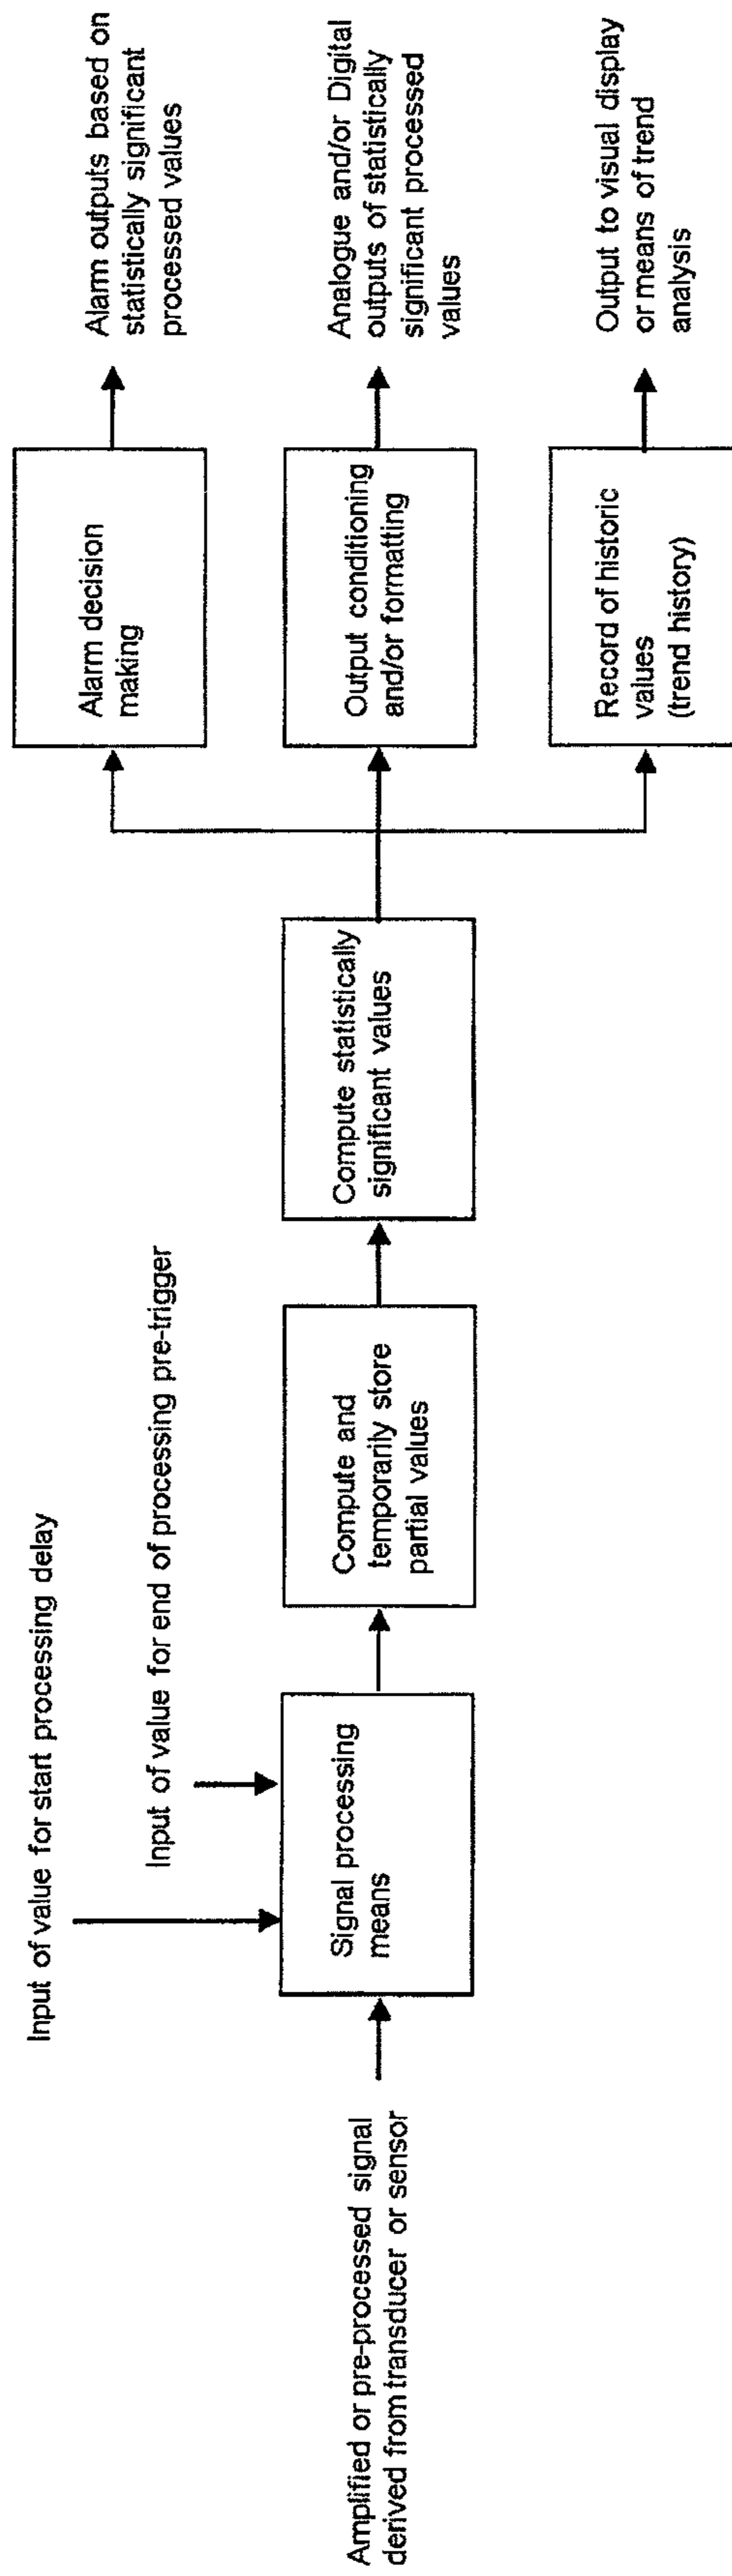 Input of value for start processing delay
Input of value for end of processing pre-trigger
Amplified or pre-processed signal
derived from transducer or sensor
Signal processing
means
Compute and
temporarily store
partial values
Compute statistically
significant values
Alarm decision
making
Alarm outputs based on
statistically significant
processed values
Output conditioning
and/or formatting
Analogue and/or Digital
outputs of statistically
significant processed
values
Record of historic
values
(trend history)
Output to visual display
or means of trend
analysis